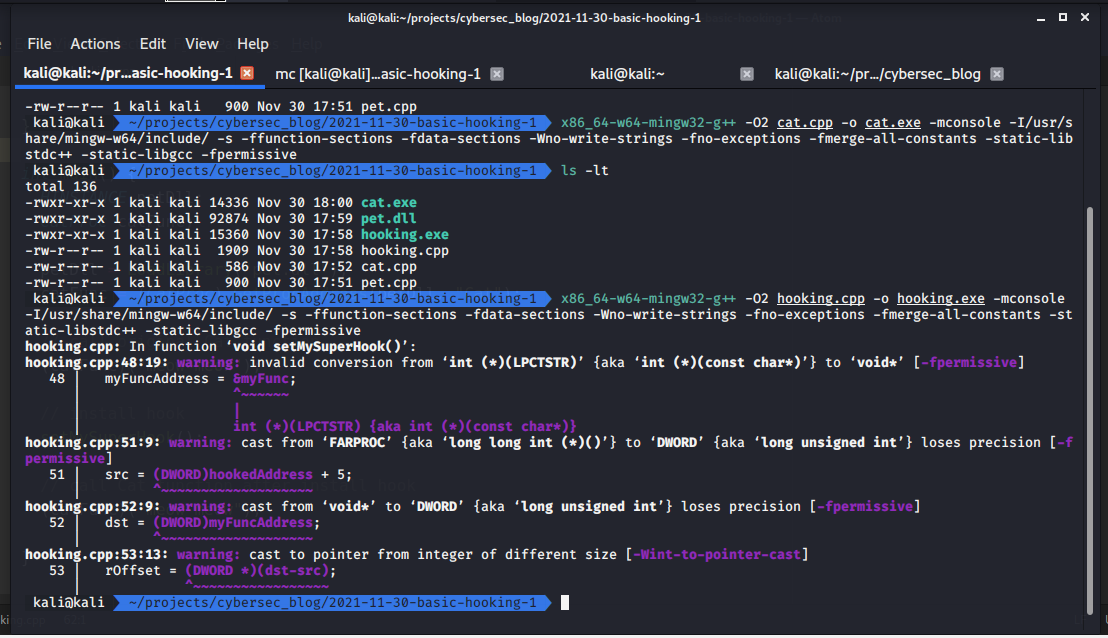 kali@kali:~/projects/cybersec_blog/2021-11-30-basic-hooking-1
File Actions Edit View Help
kali@kali:~/pr...asic-hooking-1 mc [kali@kali]...asic-hooking-1 kali@kali:~ kali@kali:~/pr.../cybersec_blog
-rw-r--r-- 1 kali kali   900 Nov 30 17:51 pet.cpp
kali@kali ~/projects/cybersec_blog/2021-11-30-basic-hooking-1 x86_64-w64-mingw32-g++ -O2 cat.cpp -o cat.exe -mconsole -I/usr/s
hare/mingw-w64/include/ -s -ffunction-sections -fdata-sections -Wno-write-strings -fno-exceptions -fmerge-all-constants -static-lib
stdc++ -static-libgcc -fpermissive
kali@kali ~/projects/cybersec_blog/2021-11-30-basic-hooking-1 ls -lt
total 136
-rwxr-xr-x 1 kali kali 14336 Nov 30 18:00 cat.exe
-rwxr-xr-x 1 kali kali 92874 Nov 30 17:59 pet.dll
-rwxr-xr-x 1 kali kali 15360 Nov 30 17:58 hooking.exe
-rw-r--r-- 1 kali kali  1909 Nov 30 17:58 hooking.cpp
-rw-r--r-- 1 kali kali   586 Nov 30 17:52 cat.cpp
-rw-r--r-- 1 kali kali   900 Nov 30 17:51 pet.cpp
kali@kali ~/projects/cybersec_blog/2021-11-30-basic-hooking-1 x86_64-w64-mingw32-g++ -O2 hooking.cpp -o hooking.exe -mconsole
-I/usr/share/mingw-w64/include/ -s -ffunction-sections -fdata-sections -Wno-write-strings -fno-exceptions -fmerge-all-constants -st
atic-libstdc++ -static-libgcc -fpermissive
hooking.cpp: In function ‘void setMySuperHook()’:
hooking.cpp:48:19: warning: invalid conversion from ‘int (*)(LPCTSTR)’ {aka ‘int (*)(const char*)’} to ‘void*’ [-fpermissive]
48 | myFuncAddress = &myFunc;
^~~~~~~
|
int (*)(LPCTSTR) {aka int (*)(const char*)}
hooking.cpp:51:9: warning: cast from ‘FARPROC’ {aka ‘long long int (*)()’} to ‘DWORD’ {aka ‘long unsigned int’} loses precision [-f
permissive]
51 | src = (DWORD)hookedAddress + 5;
^~~~~~~~~~~~~~~~~~~~
hooking.cpp:52:9: warning: cast from ‘void*’ to ‘DWORD’ {aka ‘long unsigned int’} loses precision [-fpermissive]
52 | dst = (DWORD)myFuncAddress;
^~~~~~~~~~~~~~~~~~~~
hooking.cpp:53:13: warning: cast to pointer from integer of different size [-Wint-to-pointer-cast]
53 | rOffset = (DWORD *)(dst-src);
^~~~~~~~~~~~~~~~~~
kali@kali ~/projects/cybersec_blog/2021-11-30-basic-hooking-1